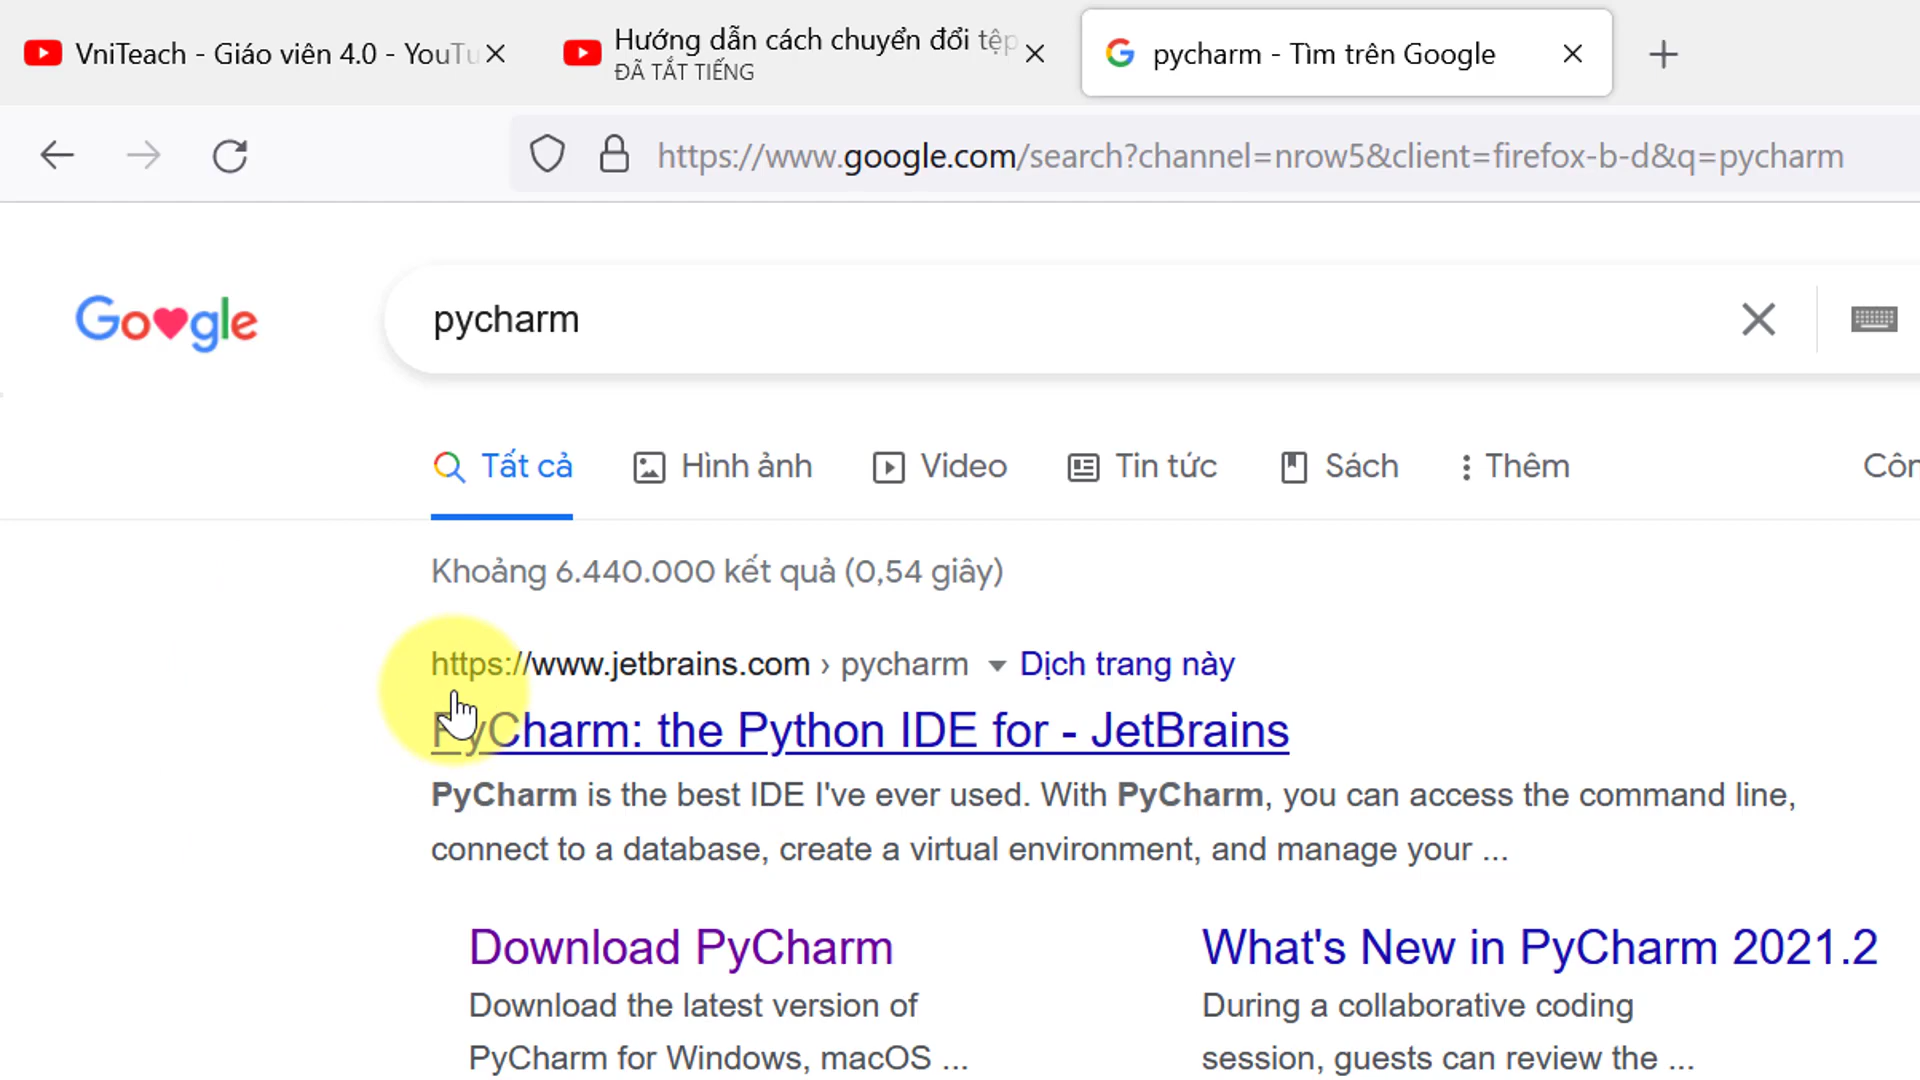 VniTeach - Giáo viên 4.0 - YouTu
Hướng dẫn cách chuyển đổi tệp
ĐÃ TẮT TIẾNG
pycharm - Tìm trên Google
https://www.google.com/search?channel=nrow5&client=firefox-b-d&q=pycharm
Google
pycharm
Tất cả Hình ảnh Video Tin tức Sách Thêm Côn
Khoảng 6.440.000 kết quả (0,54 giây)
https://www.jetbrains.com › pycharm Dịch trang này
PyCharm: the Python IDE for - JetBrains
PyCharm is the best IDE I've ever used. With PyCharm, you can access the command line,
connect to a database, create a virtual environment, and manage your ...
Download PyCharm
Download the latest version of
PyCharm for Windows, macOS ...
What's New in PyCharm 2021.2
During a collaborative coding
session, guests can review the ...